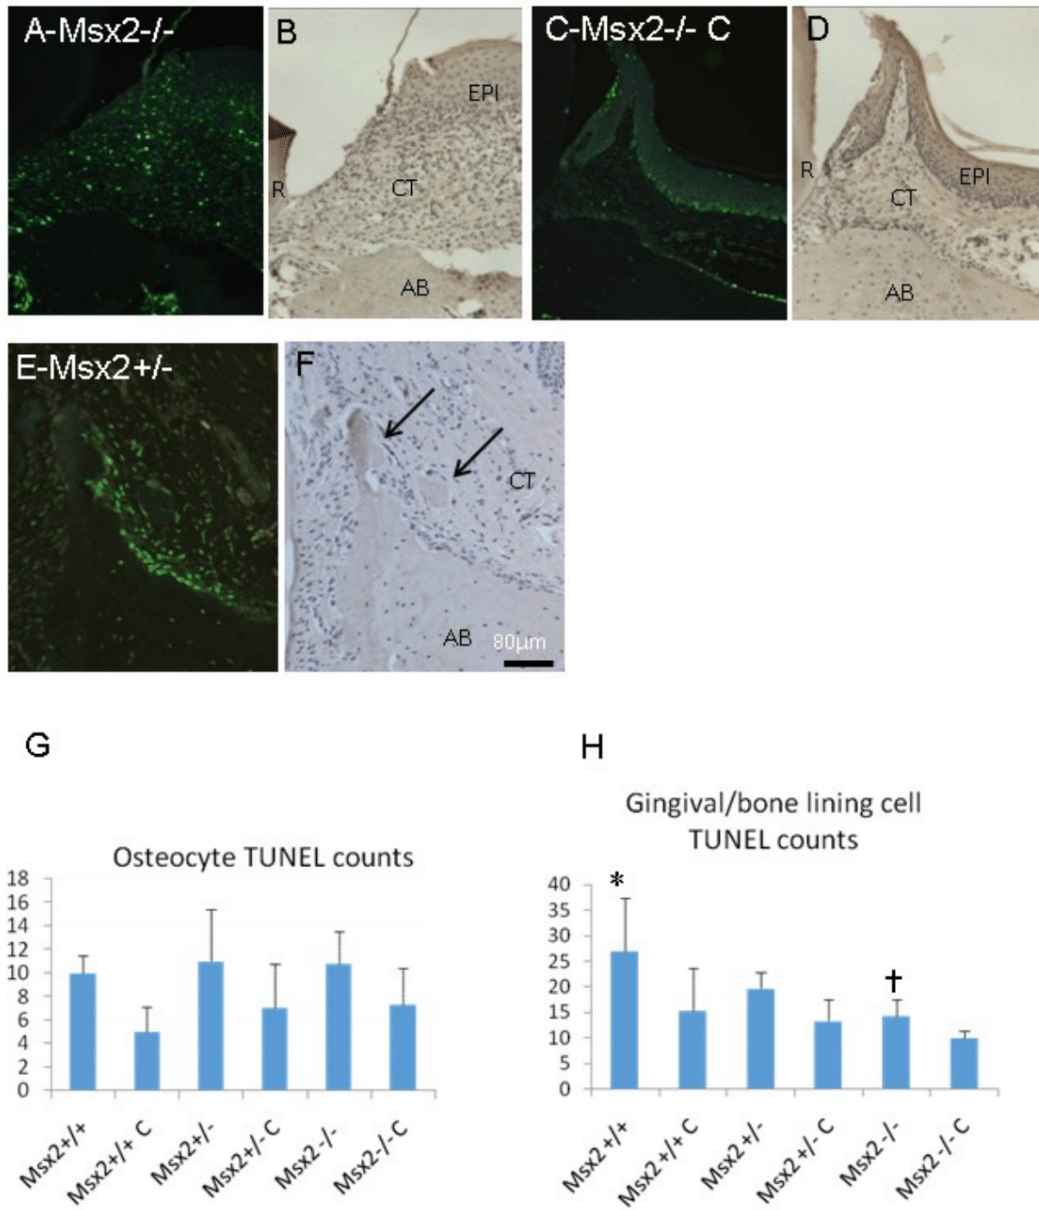 A-Msx2-/-
B
EPI
CT
R
AB
C-Msx2-/- C
D
EPI
CT
R
AB
E-Msx2+/-
F
CT
AB
80µm
G
Osteocyte TUNEL counts
18
16
14
12
10
8
6
4
2
0
Msx2+/+
Msx2+/+ C
Msx2+/-
Msx2+/- C
Msx2-/-
Msx2-/- C
H
Gingival/bone lining cell
TUNEL counts
*
†
40
35
30
25
20
15
10
5
0
Msx2+/+
Msx2+/+ C
Msx2+/-
Msx2+/- C
Msx2-/-
Msx2-/- C